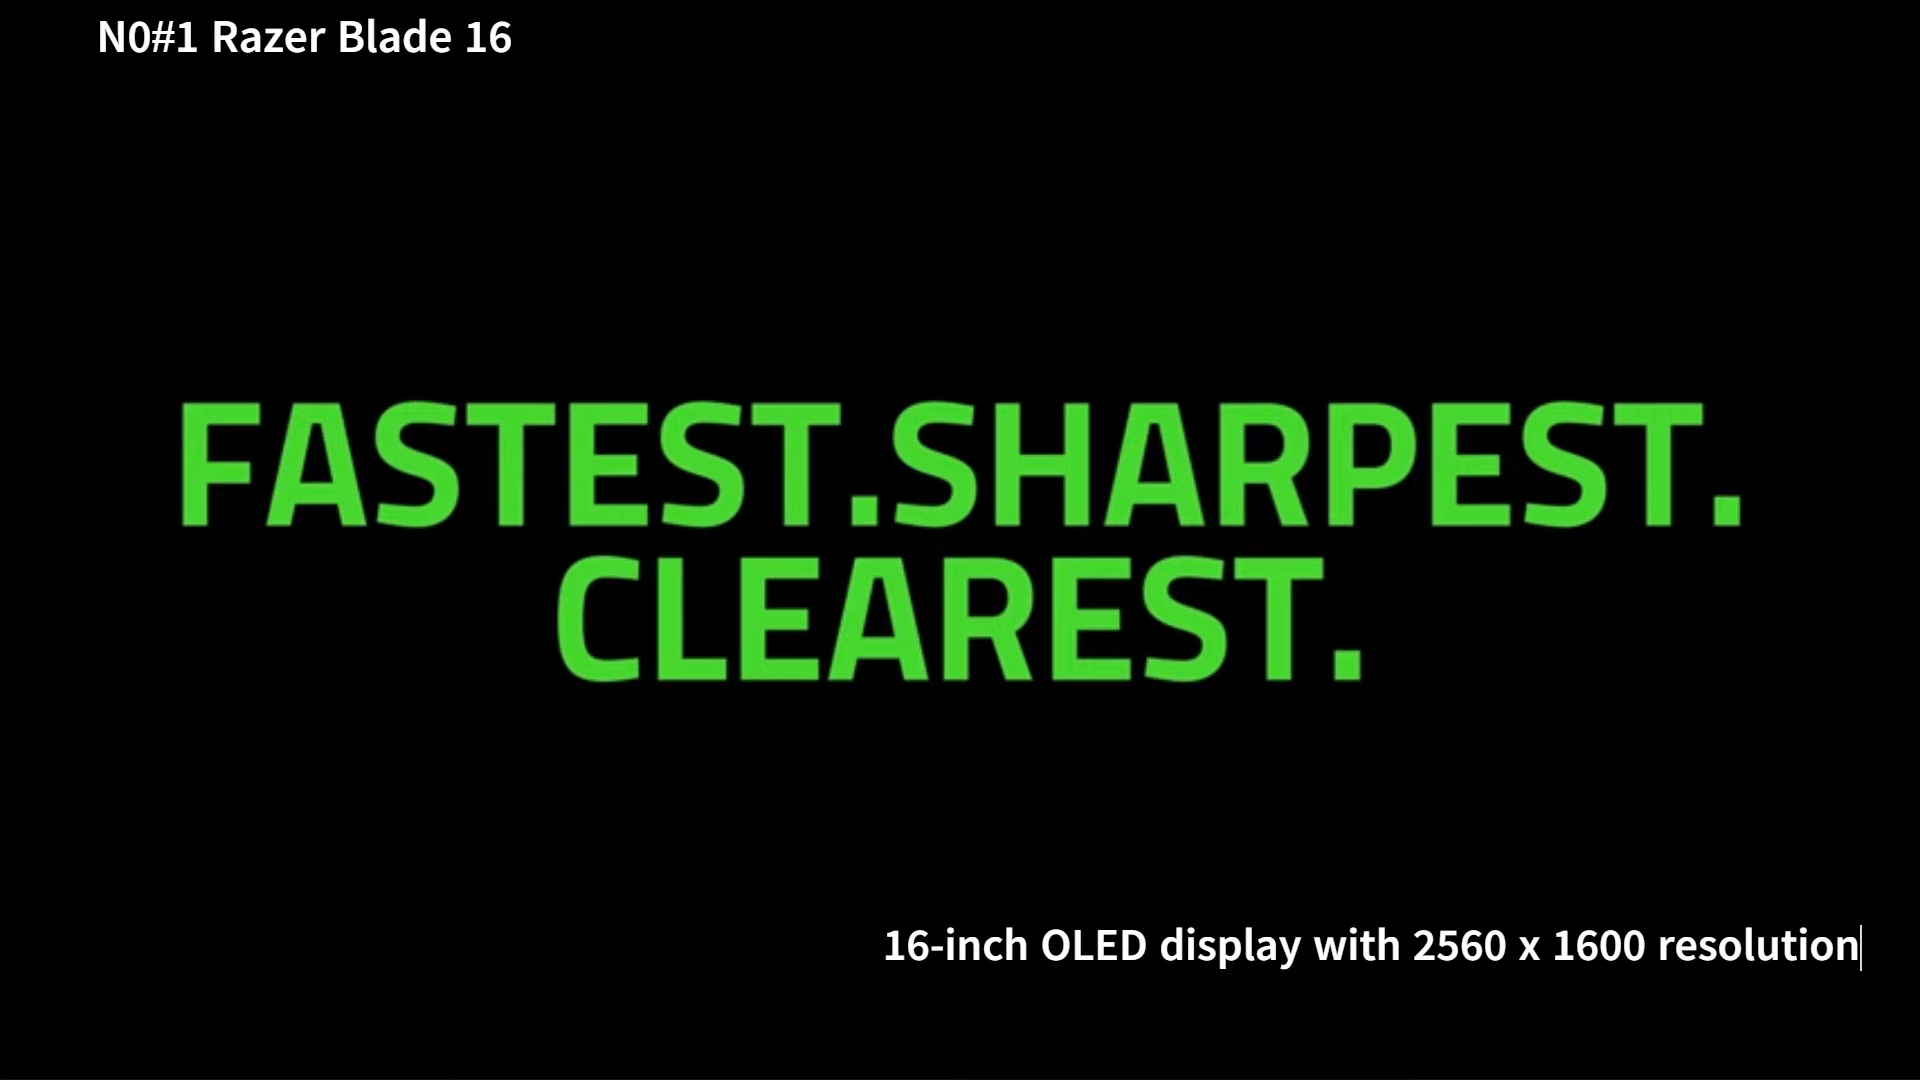 N0#1 Razer Blade 16
FASTEST.SHARPEST.
CLEAREST.
16-inch OLED display with 2560 x 1600 resolution